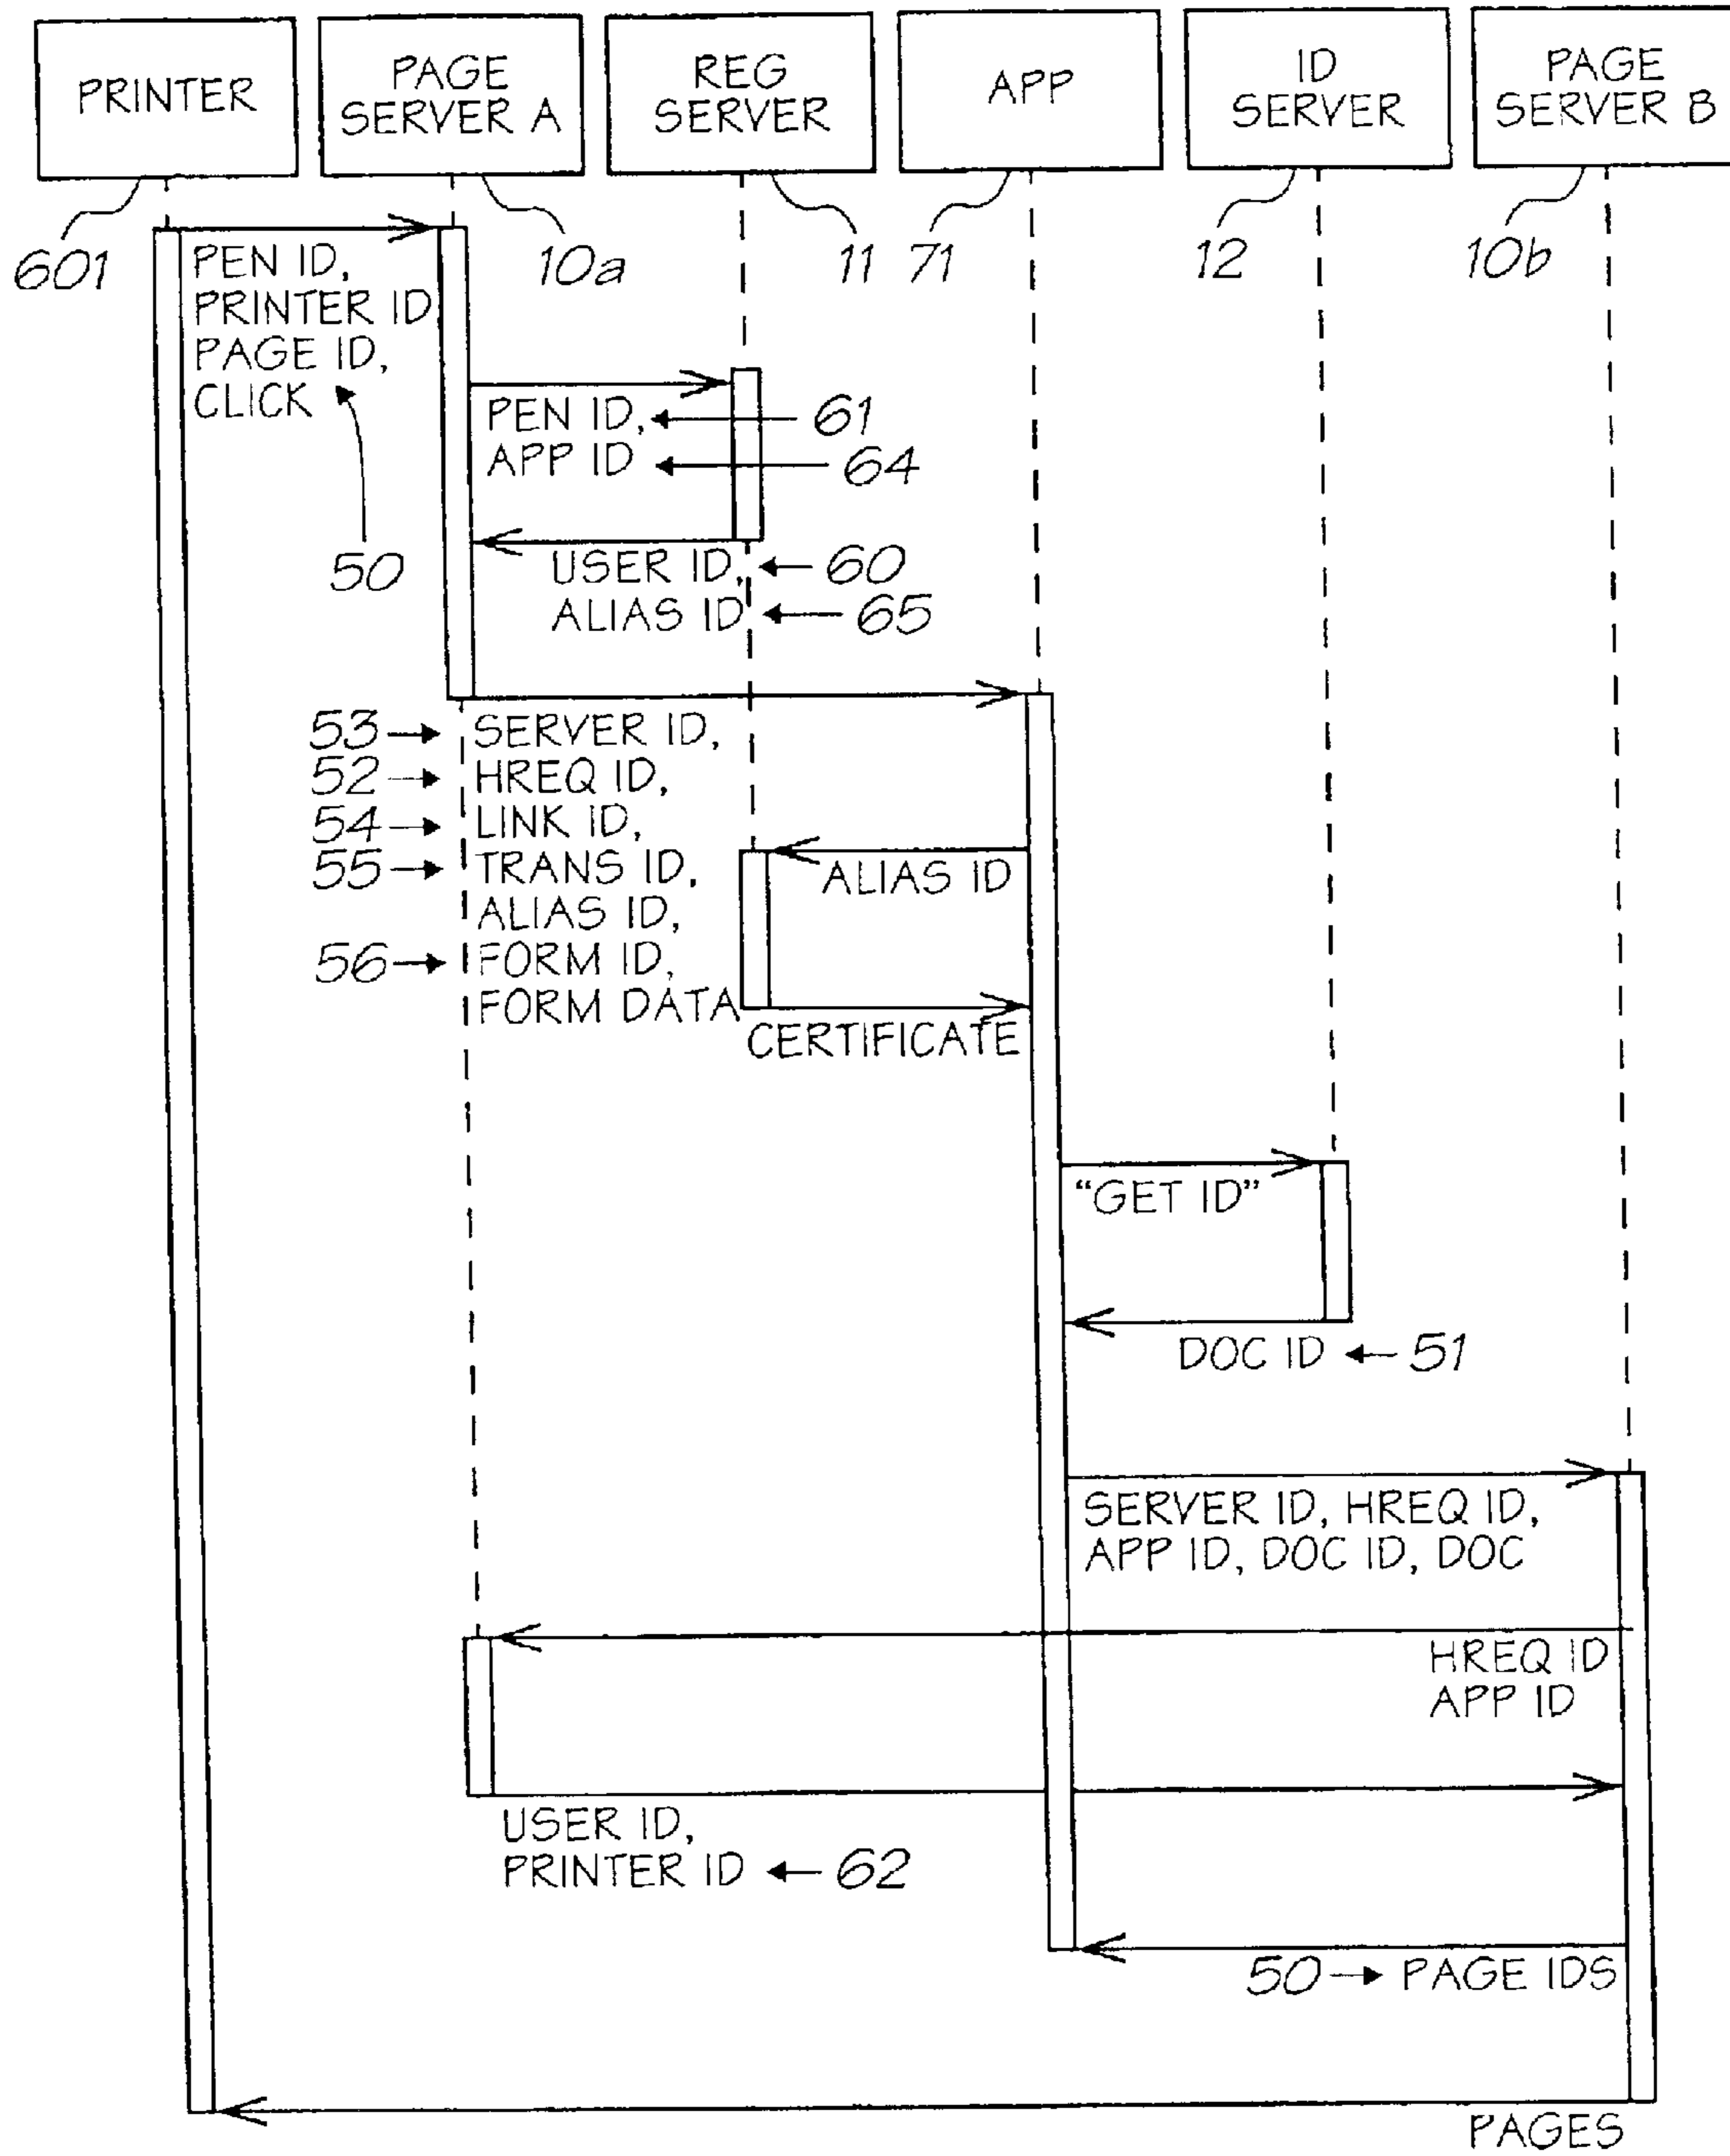 PRINTER
PAGE
SERVER A
REG
SERVER
APP
ID
SERVER
PAGE
SERVER B
601
10a
11
71
12
10b
PEN ID,
PRINTER ID
PAGE ID,
CLICK
50
PEN ID, 61
APP ID 64
USER ID, 60
ALIAS ID 65
53 SERVER ID,
52 HREQ ID,
54 LINK ID,
55 TRANS ID,
ALIAS ID,
56 FORM ID,
FORM DATA
ALIAS ID
CERTIFICATE
“GET ID”
DOC ID 51
SERVER ID, HREQ ID,
APP ID, DOC ID, DOC
HREQ ID
APP ID
USER ID,
PRINTER ID 62
50 PAGE IDS
PAGES